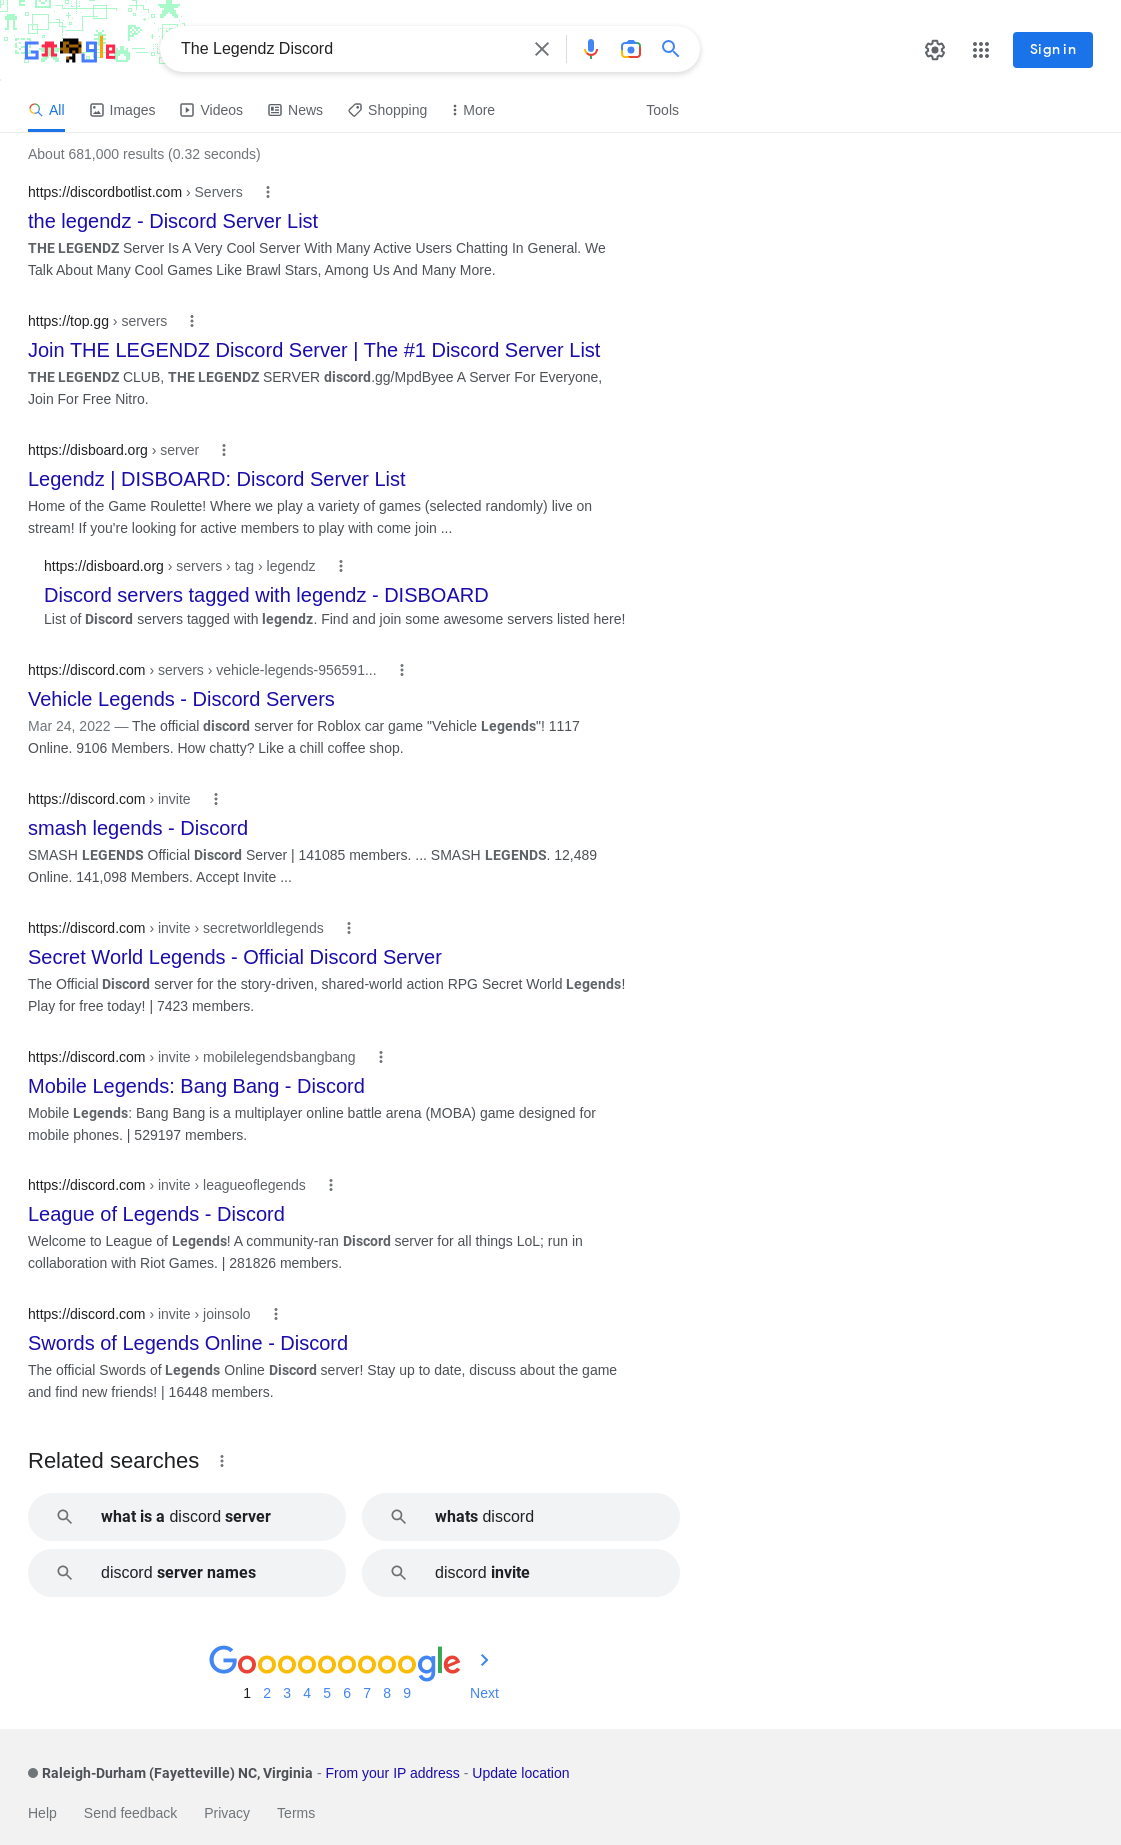 The Legendz Discord
Sign in
All
Images
Videos
News
Shopping
More
Tools
About 681,000 results (0.32 seconds)
https://discordbotlist.com › Servers
the legendz - Discord Server List
THE LEGENDZ Server Is A Very Cool Server With Many Active Users Chatting In General. We
Talk About Many Cool Games Like Brawl Stars, Among Us And Many More.
https://top.gg › servers
Join THE LEGENDZ Discord Server | The #1 Discord Server List
THE LEGENDZ CLUB, THE LEGENDZ SERVER discord.gg/MpdByee A Server For Everyone,
Join For Free Nitro.
https://disboard.org › server
Legendz | DISBOARD: Discord Server List
Home of the Game Roulette! Where we play a variety of games (selected randomly) live on
stream! If you're looking for active members to play with come join ...
https://disboard.org › servers › tag › legendz
Discord servers tagged with legendz - DISBOARD
List of Discord servers tagged with legendz. Find and join some awesome servers listed here!
https://discord.com › servers › vehicle-legends-956591...
Vehicle Legends - Discord Servers
Mar 24, 2022 — The official discord server for Roblox car game "Vehicle Legends"! 1117
Online. 9106 Members. How chatty? Like a chill coffee shop.
https://discord.com › invite
smash legends - Discord
SMASH LEGENDS Official Discord Server | 141085 members. ... SMASH LEGENDS. 12,489
Online. 141,098 Members. Accept Invite ...
https://discord.com › invite › secretworldlegends
Secret World Legends - Official Discord Server
The Official Discord server for the story-driven, shared-world action RPG Secret World Legends!
Play for free today! | 7423 members.
https://discord.com › invite › mobilelegendsbangbang
Mobile Legends: Bang Bang - Discord
Mobile Legends: Bang Bang is a multiplayer online battle arena (MOBA) game designed for
mobile phones. | 529197 members.
https://discord.com › invite › leagueoflegends
League of Legends - Discord
Welcome to League of Legends! A community-ran Discord server for all things LoL; run in
collaboration with Riot Games. | 281826 members.
https://discord.com › invite › joinsolo
Swords of Legends Online - Discord
The official Swords of Legends Online Discord server! Stay up to date, discuss about the game
and find new friends! | 16448 members.
Related searches
what is a discord server
whats discord
discord server names
discord invite
Goooooooooogle
1 2 3 4 5 6 7 8 9 Next
Raleigh-Durham (Fayetteville) NC, Virginia - From your IP address - Update location
Help Send feedback Privacy Terms